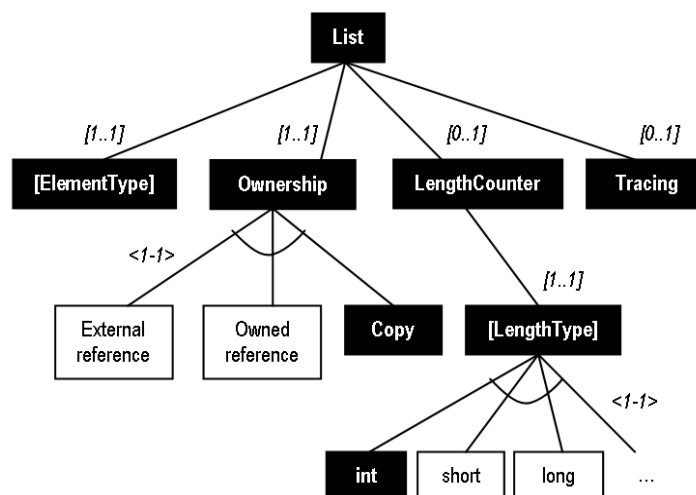 List
[1..1]
[1..1]
[0..1]
[0..1]
[ElementType]
Ownership
LengthCounter
Tracing
<1-1>
[1..1]
External
reference
Owned
reference
Copy
[LengthType]
<1-1>
int
short
long
...